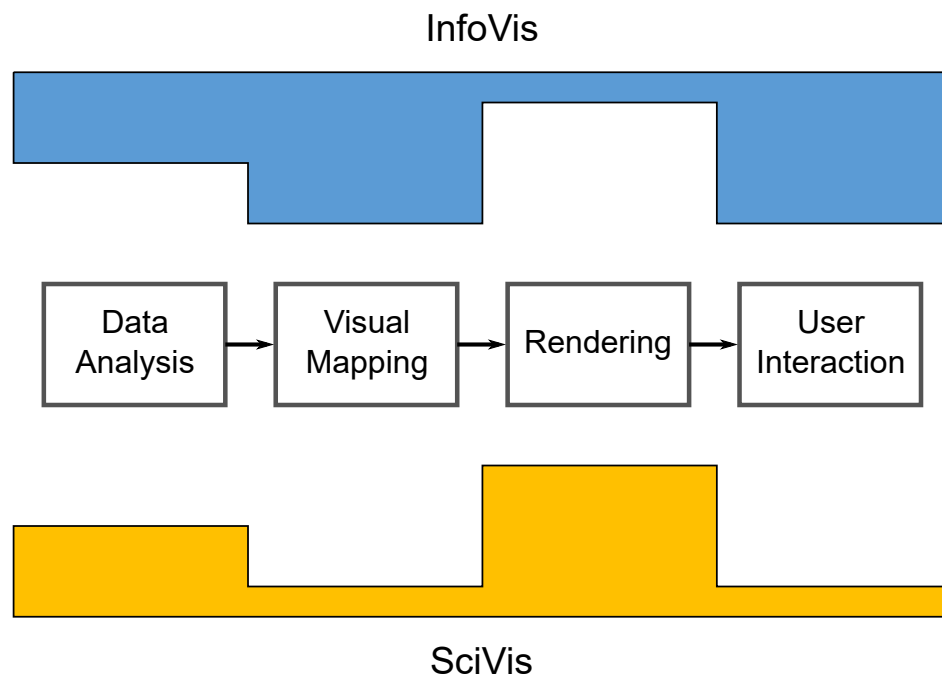 InfoVis
Data
Analysis
Visual
Mapping
Rendering
User
Interaction
SciVis